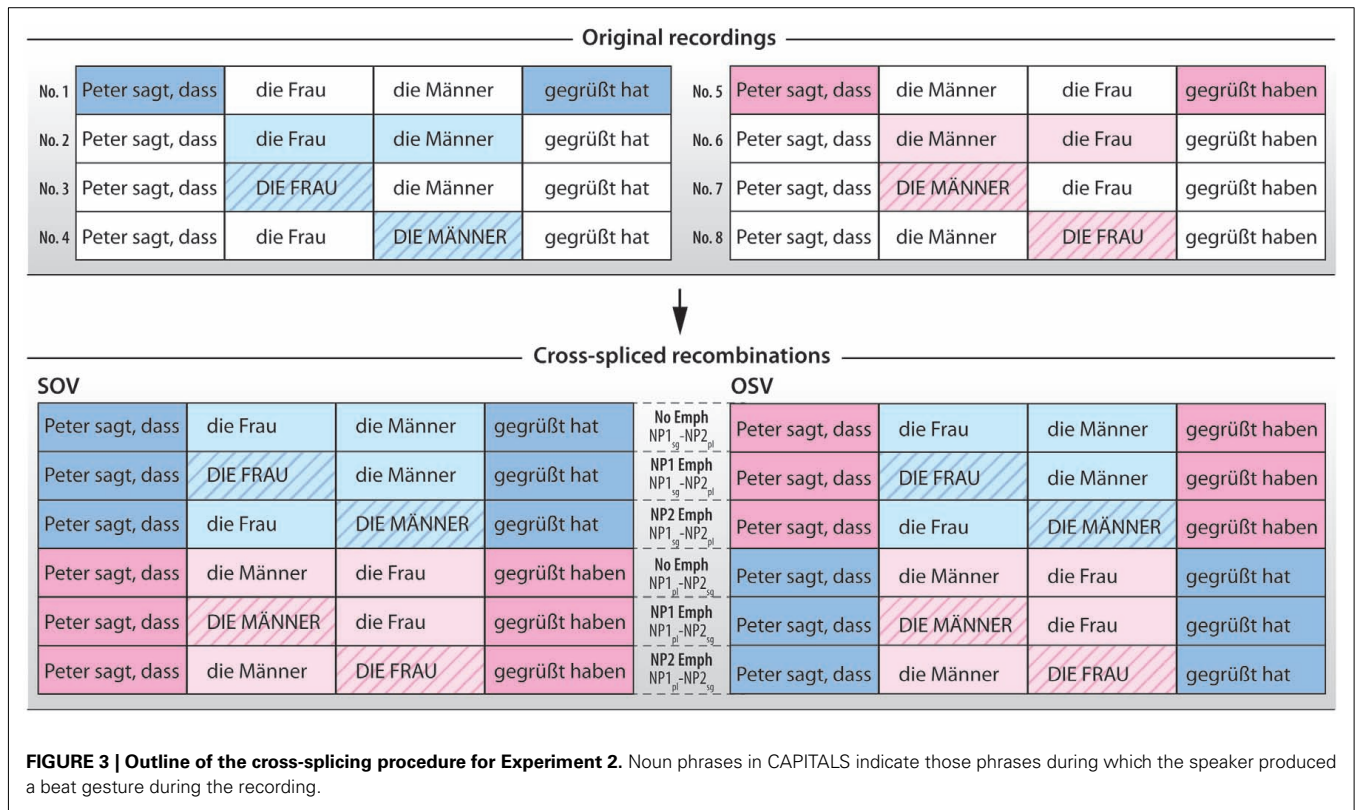 Original recordings
No. 1 Peter sagt, dass die Frau die Männer gegrüßt hat No. 5 Peter sagt, dass die Männer die Frau gegrüßt haben
No. 2 Peter sagt, dass die Frau die Männer gegrüßt hat No. 6 Peter sagt, dass die Männer die Frau gegrüßt haben
No. 3 Peter sagt, dass DIE FRAU die Männer gegrüßt hat No. 7 Peter sagt, dass DIE MÄNNER die Frau gegrüßt haben
No. 4 Peter sagt, dass die Frau DIE MÄNNER gegrüßt hat No. 8 Peter sagt, dass die Männer DIE FRAU gegrüßt haben
Cross-spliced recombinations
SOV OSV
Peter sagt, dass die Frau die Männer gegrüßt hat No Emph NP1sg-NP2pl Peter sagt, dass die Frau die Männer gegrüßt haben
Peter sagt, dass DIE FRAU die Männer gegrüßt hat NP1 Emph NP1sg-NP2pl Peter sagt, dass DIE FRAU die Männer gegrüßt haben
Peter sagt, dass die Frau DIE MÄNNER gegrüßt hat NP2 Emph NP1sg-NP2pl Peter sagt, dass die Frau DIE MÄNNER gegrüßt haben
Peter sagt, dass die Männer die Frau gegrüßt haben No Emph NP1pl-NP2sg Peter sagt, dass die Männer die Frau gegrüßt hat
Peter sagt, dass DIE MÄNNER die Frau gegrüßt haben NP1 Emph NP1pl-NP2sg Peter sagt, dass DIE MÄNNER die Frau gegrüßt hat
Peter sagt, dass die Männer DIE FRAU gegrüßt haben NP2 Emph NP1pl-NP2sg Peter sagt, dass die Männer DIE FRAU gegrüßt hat
FIGURE 3 | Outline of the cross-splicing procedure for Experiment 2. Noun phrases in CAPITALS indicate those phrases during which the speaker produced
a beat gesture during the recording.